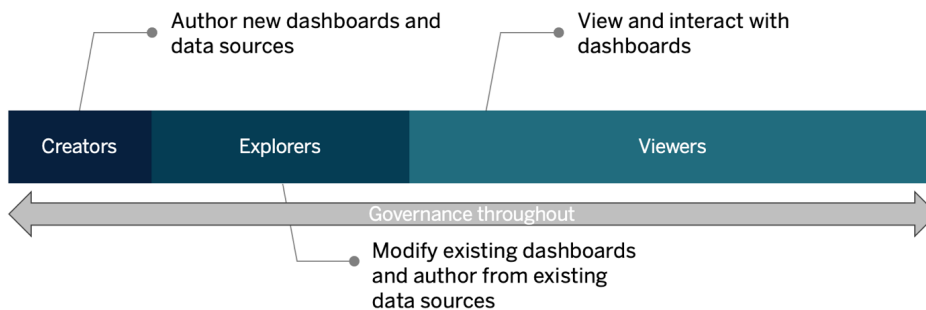 Author new dashboards and
data sources
View and interact with
dashboards
Creators
Explorers
Viewers
Governance throughout
Modify existing dashboards
and author from existing
data sources